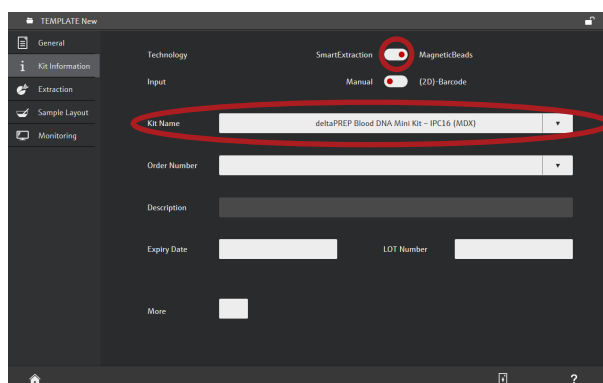 TEMPLATE New
General
Kit Information
Extraction
Sample Layout
Monitoring
Technology SmartExtraction MagneticBeads
Input Manual (2D)-Barcode
Kit Name deltaPREP Blood DNA Mini Kit – IPC16 (MDX)
Order Number
Description
Expiry Date LOT Number
More
?